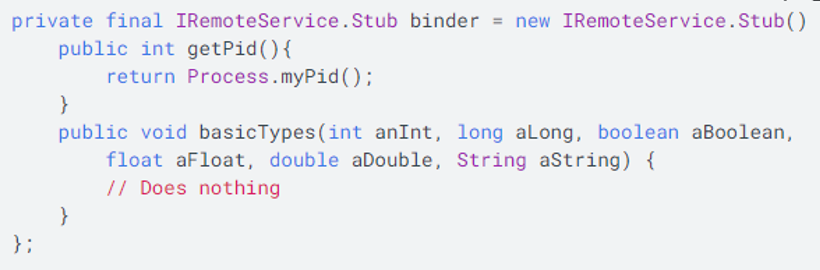 private final IRemoteService.Stub binder = new IRemoteService.Stub()
public int getPid(){
return Process.myPid();
}
public void basicTypes(int anInt, long aLong, boolean aBoolean,
float aFloat, double aDouble, String aString) {
// Does nothing
}
};